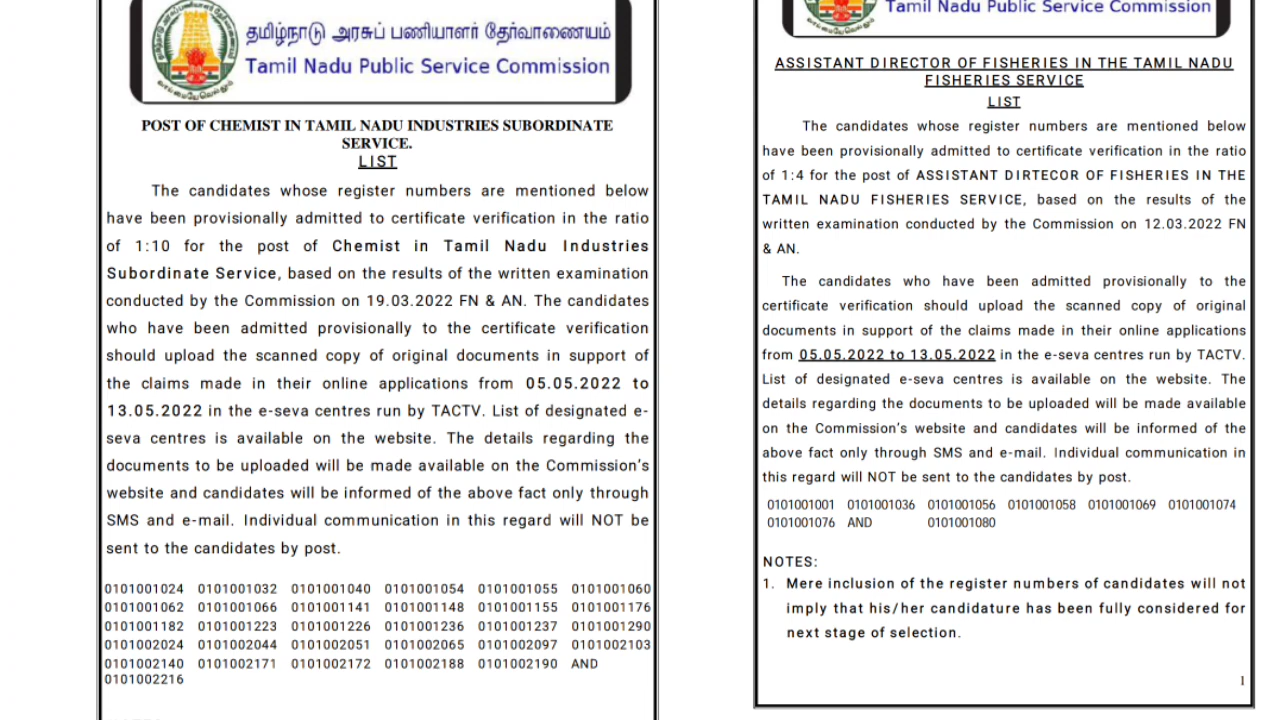 தமிழ்நாடு அரசுப் பணியாளர் தேர்வாணையம்
Tamil Nadu Public Service Commission
POST OF CHEMIST IN TAMIL NADU INDUSTRIES SUBORDINATE
SERVICE.
LIST
The candidates whose register numbers are mentioned below
have been provisionally admitted to certificate verification in the ratio
of 1:10 for the post of Chemist in Tamil Nadu Industries
Subordinate Service, based on the results of the written examination
conducted by the Commission on 19.03.2022 FN & AN. The candidates
who have been admitted provisionally to the certificate verification
should upload the scanned copy of original documents in support of
the claims made in their online applications from 05.05.2022 to
13.05.2022 in the e-seva centres run by TACTV. List of designated e-
seva centres is available on the website. The details regarding the
documents to be uploaded will be made available on the Commission's
website and candidates will be informed of the above fact only through
SMS and e-mail. Individual communication in this regard will NOT be
sent to the candidates by post.
0101001024 0101001032 0101001040 0101001054 0101001055 0101001060
0101001062 0101001066 0101001141 0101001148 0101001155 0101001176
0101001182 0101001223 0101001226 0101001236 0101001237 0101001290
0101002024 0101002044 0101002051 0101002065 0101002097 0101002103
0101002140 0101002171 0101002172 0101002188 0101002190 AND
0101002216
Tamil Nadu Public Service Commission
ASSISTANT DIRECTOR OF FISHERIES IN THE TAMIL NADU
FISHERIES SERVICE
LIST
The candidates whose register numbers are mentioned below
have been provisionally admitted to certificate verification in the ratio
of 1:4 for the post of ASSISTANT DIRTECOR OF FISHERIES IN THE
TAMIL NADU FISHERIES SERVICE, based on the results of the
written examination conducted by the Commission on 12.03.2022 FN
& AN.
The candidates who have been admitted provisionally to the
certificate verification should upload the scanned copy of original
documents in support of the claims made in their online applications
from 05.05.2022 to 13.05.2022 in the e-seva centres run by TACTV.
List of designated e-seva centres is available on the website. The
details regarding the documents to be uploaded will be made available
on the Commission's website and candidates will be informed of the
above fact only through SMS and e-mail. Individual communication in
this regard will NOT be sent to the candidates by post.
0101001001 0101001036 0101001056 0101001058 0101001069 0101001074
0101001076 AND 0101001080
NOTES:
1. Mere inclusion of the register numbers of candidates will not
imply that his/her candidature has been fully considered for
next stage of selection.
1